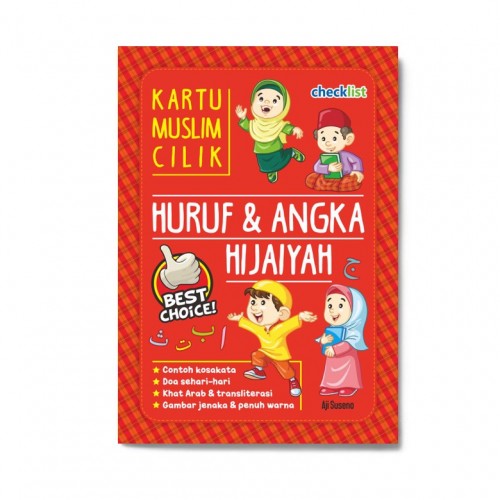 checklist
KARTU
MUSLIM
CILIK
HURUF & ANGKA
HIJAIYAH
BEST
CHOICE!
ج
ا ب ت ث
Contoh kosakata
Doa sehari-hari
Khat Arab & transliterasi
Gambar jenaka & penuh warna
Aji Suseno